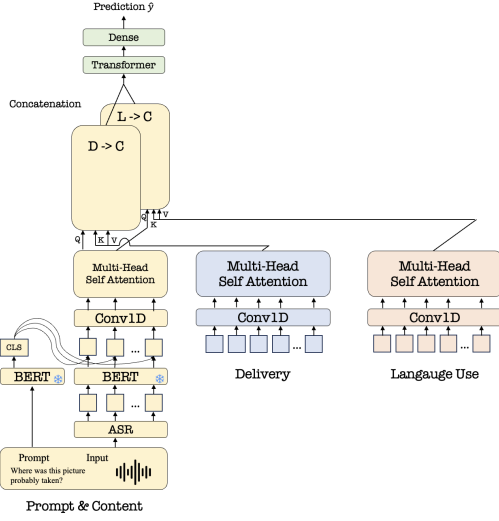 Prediction ŷ
Dense
Transformer
Concatenation
L -> C
D -> C
Q
K
V
Q
K
V
Multi-Head
Self Attention
Multi-Head
Self Attention
Multi-Head
Self Attention
Conv1D
Conv1D
Conv1D
CLS
...
...
...
BERT
BERT
Delivery
Langauge Use
...
ASR
Prompt
Input
Where was this picture
probably taken?
Prompt & Content